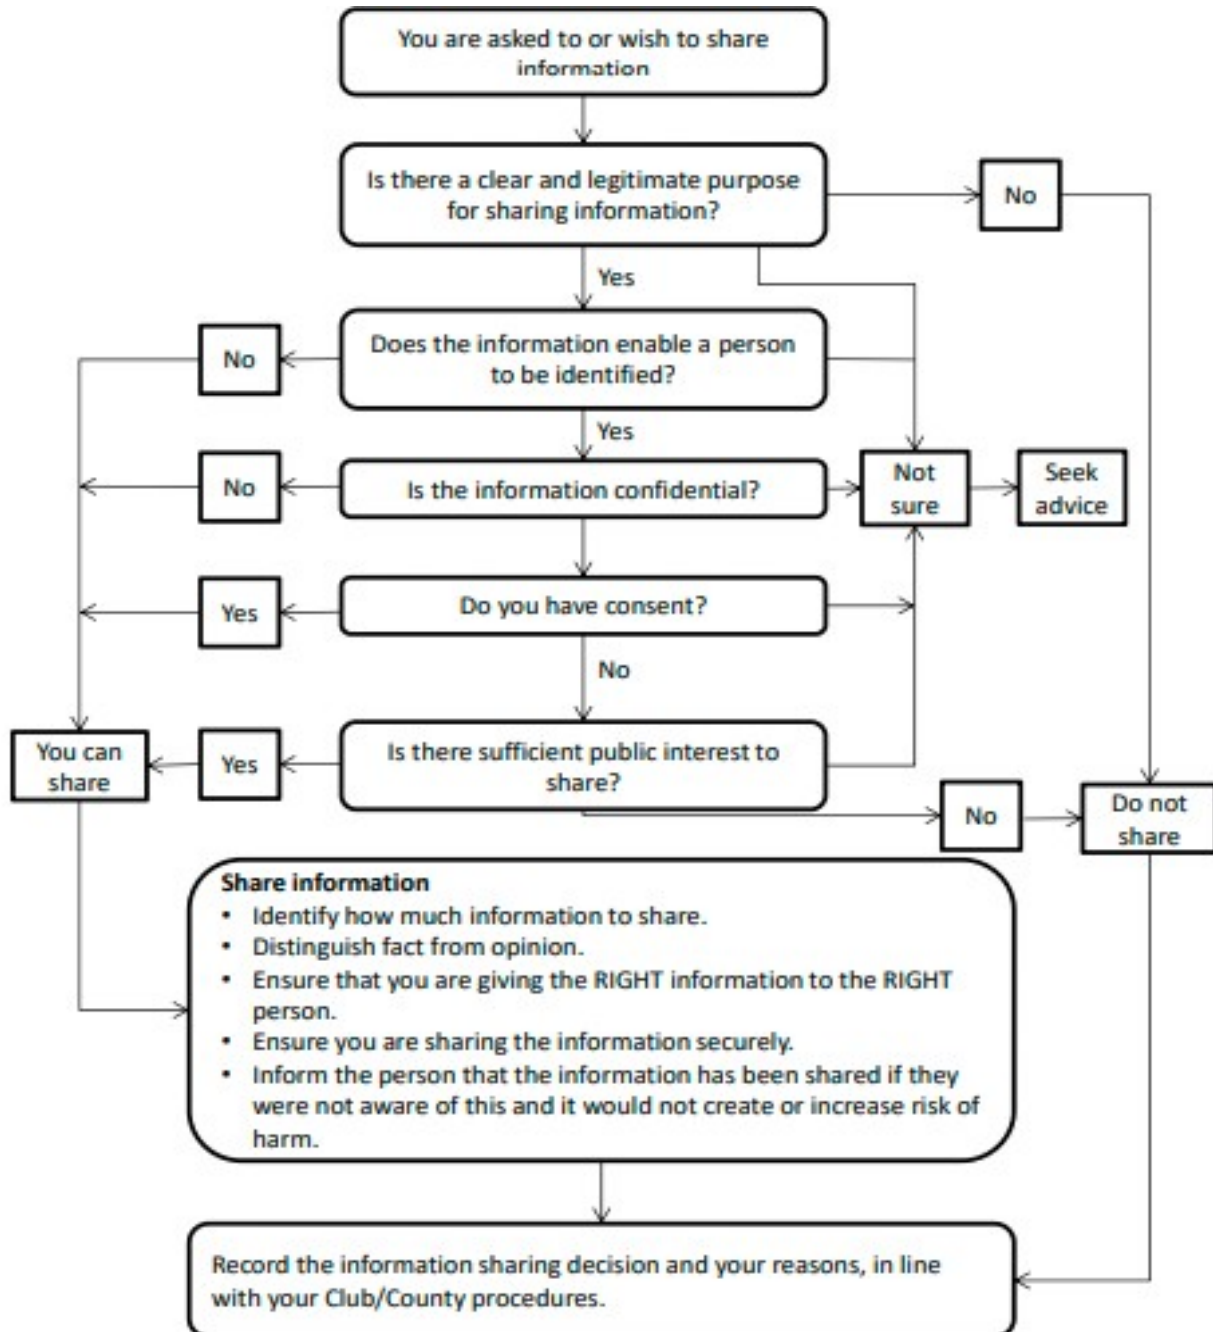 You are asked to or wish to share
information
Is there a clear and legitimate purpose
for sharing information?
No
Yes
Does the information enable a person
to be identified?
No
Yes
Is the information confidential?
No
Not
sure
Seek
advice
Do you have consent?
Yes
No
Is there sufficient public interest to
share?
Yes
You can
share
No
Do not
share
Share information
• Identify how much information to share.
• Distinguish fact from opinion.
• Ensure that you are giving the RIGHT information to the RIGHT
person.
• Ensure you are sharing the information securely.
• Inform the person that the information has been shared if they
were not aware of this and it would not create or increase risk of
harm.
Record the information sharing decision and your reasons, in line
with your Club/County procedures.